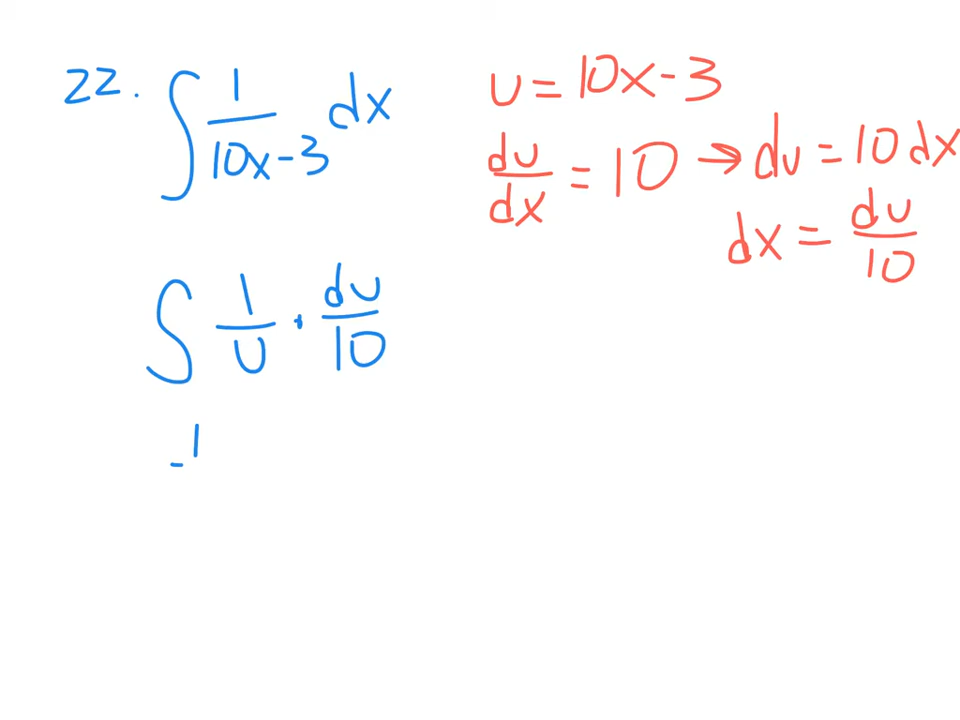 22. ∫ 1/(10x-3) dx
u = 10x-3
du/dx = 10 → du = 10 dx
dx = du/10
∫ 1/u · du/10
1